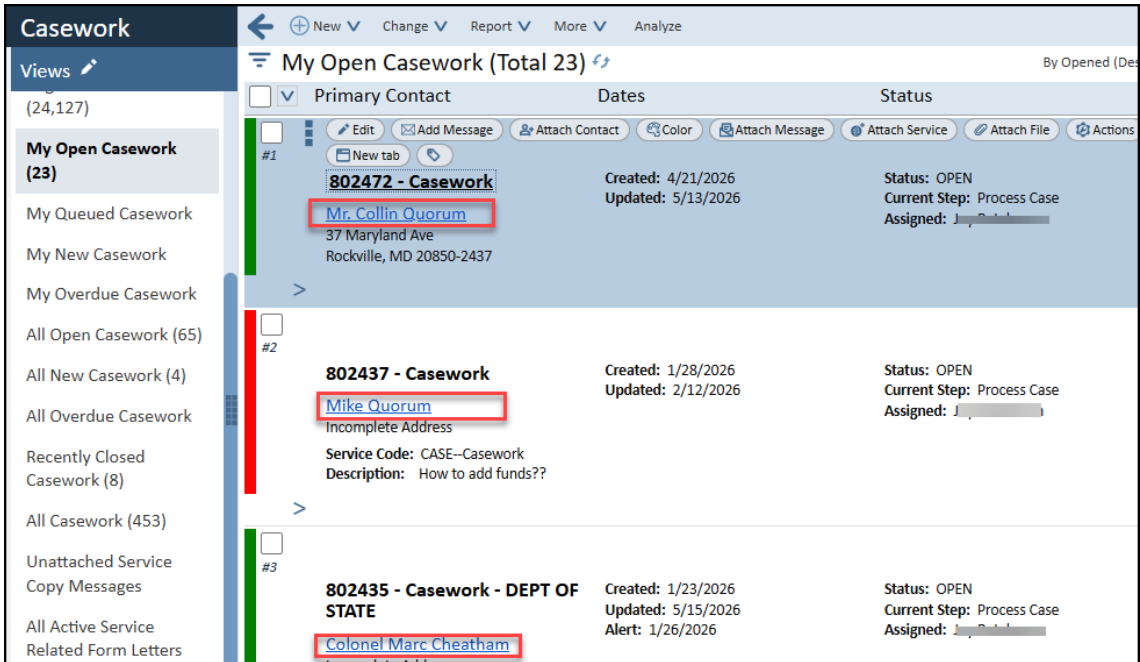 Casework
New Change Report More Analyze
Views
My Open Casework (Total 23)
By Opened
Primary Contact Dates Status
(24,127)
My Open Casework
(23)
My Queued Casework
My New Casework
My Overdue Casework
All Open Casework (65)
All New Casework (4)
All Overdue Casework
Recently Closed
Casework (8)
All Casework (453)
Unattached Service
Copy Messages
All Active Service
Related Form Letters
Edit Add Message Attach Contact Color Attach Message Attach Service Attach File Actions
#1
New tab
802472 - Casework
Mr. Collin Quorum
37 Maryland Ave
Rockville, MD 20850-2437
Created: 4/21/2026
Updated: 5/13/2026
Status: OPEN
Current Step: Process Case
Assigned:
>
#2
802437 - Casework
Mike Quorum
Incomplete Address
Service Code: CASE--Casework
Description: How to add funds??
Created: 1/28/2026
Updated: 2/12/2026
Status: OPEN
Current Step: Process Case
Assigned:
>
#3
802435 - Casework - DEPT OF
STATE
Colonel Marc Cheatham
Created: 1/23/2026
Updated: 5/15/2026
Alert: 1/26/2026
Status: OPEN
Current Step: Process Case
Assigned: